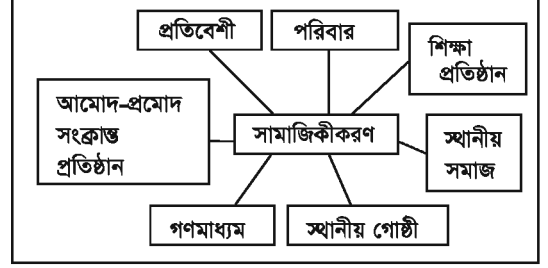 প্রতিবেশী
পরিবার
শিক্ষা
প্রতিষ্ঠান
আমোদ-প্রমোদ
সংক্রান্ত
প্রতিষ্ঠান
সামাজিকীকরণ
স্থানীয়
সমাজ
গণমাধ্যম
স্থানীয় গোষ্ঠী